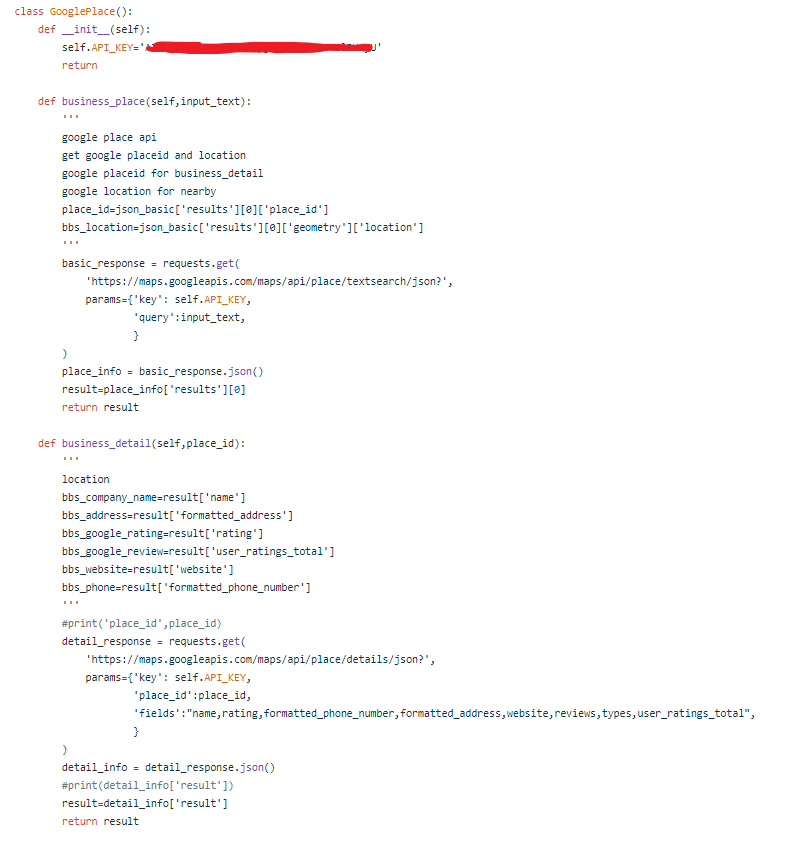 class GooglePlace():
    def __init__(self):
        self.API_KEY='
        return

    def business_place(self,input_text):
        '''
        google place api
        get google placeid and location
        google placeid for business_detail
        google location for nearby
        place_id=json_basic['results'][0]['place_id']
        bbs_location=json_basic['results'][0]['geometry']['location']
        '''
        basic_response = requests.get(
            'https://maps.googleapis.com/maps/api/place/textsearch/json?',
            params={'key': self.API_KEY,
                    'query':input_text,
                    }
        )
        place_info = basic_response.json()
        result=place_info['results'][0]
        return result

    def business_detail(self,place_id):
        '''
        location
        bbs_company_name=result['name']
        bbs_address=result['formatted_address']
        bbs_google_rating=result['rating']
        bbs_google_review=result['user_ratings_total']
        bbs_website=result['website']
        bbs_phone=result['formatted_phone_number']
        '''
        #print('place_id',place_id)
        detail_response = requests.get(
            'https://maps.googleapis.com/maps/api/place/details/json?',
            params={'key': self.API_KEY,
                    'place_id':place_id,
                    'fields':"name,rating,formatted_phone_number,formatted_address,website,reviews,types,user_ratings_total",
                    }
        )
        detail_info = detail_response.json()
        #print(detail_info['result'])
        result=detail_info['result']
        return result